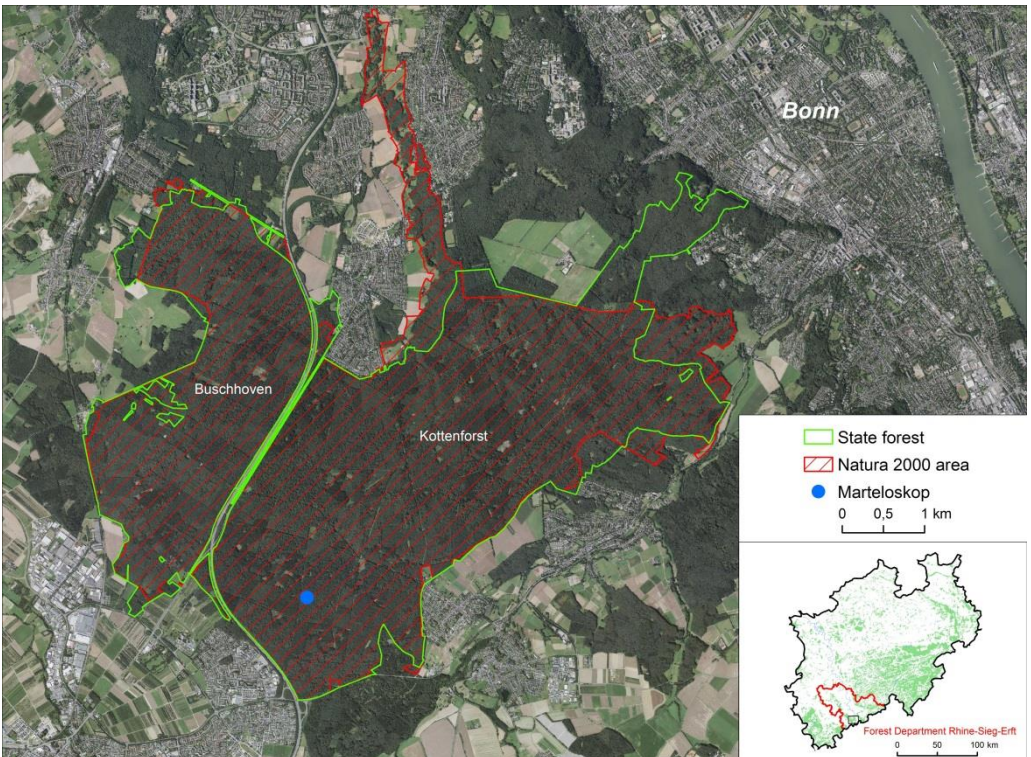 Bonn
Buschhoven
Kottenforst
State forest
Natura 2000 area
Marteloskop
0 0,5 1 km
Forest Department Rhine-Sieg-Erft
0 50 100 km